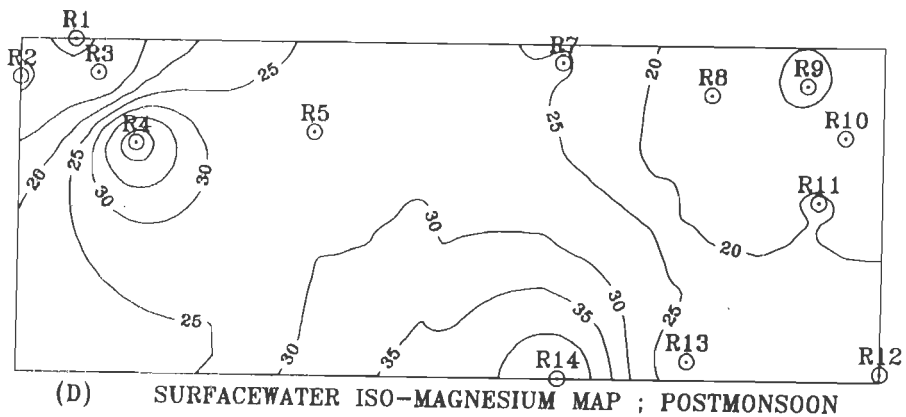 R1
R2 R3
R7
R9
R8
R4 R5
R10
R11
R13 R12
R14
25
20
25
20
25
30
30
30
20
25
30
35
25
30
35
(D) SURFACEWATER ISO-MAGNESIUM MAP ; POSTMONSOON